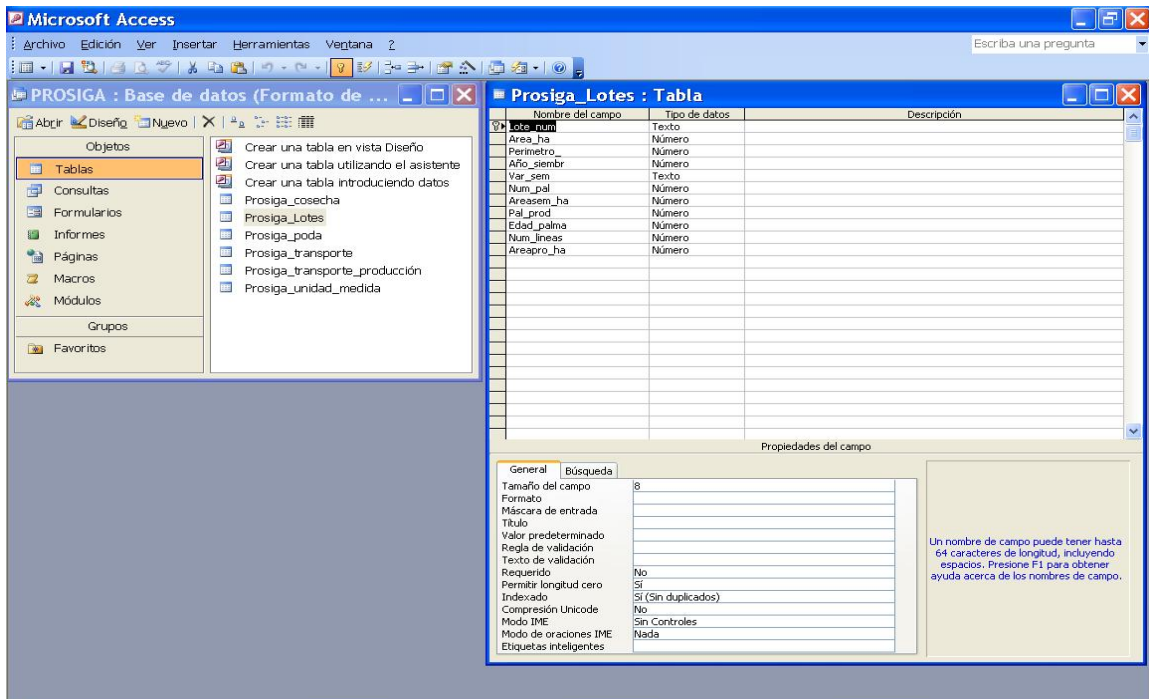 Microsoft Access
Archivo Edición Ver Insertar Herramientas Ventana ?
Escriba una pregunta
PROSIGA : Base de datos (Formato de ...
Abrir Diseño Nuevo
Objetos
Tablas
Consultas
Formularios
Informes
Páginas
Macros
Módulos
Grupos
Favoritos
Crear una tabla en vista Diseño
Crear una tabla utilizando el asistente
Crear una tabla introduciendo datos
Prosiga_cosecha
Prosiga_Lotes
Prosiga_poda
Prosiga_transporte
Prosiga_transporte_producción
Prosiga_unidad_medida
Prosiga_Lotes : Tabla
Nombre del campo Tipo de datos Descripción
Lote_num Texto
Area_ha Número
Perimetro_ Número
Año_siembr Número
Var_sem Texto
Num_pal Número
Areasem_ha Número
Pal_prod Número
Edad_palma Número
Num_lineas Número
Areapro_ha Número
Propiedades del campo
General Búsqueda
Tamaño del campo 8
Formato
Máscara de entrada
Título
Valor predeterminado
Regla de validación
Texto de validación
Requerido No
Permitir longitud cero Sí
Indexado Sí (Sin duplicados)
Compresión Unicode No
Modo IME Sin Controles
Modo de oraciones IME Nada
Etiquetas inteligentes
Un nombre de campo puede tener hasta
64 caracteres de longitud, incluyendo
espacios. Presione F1 para obtener
ayuda acerca de los nombres de campo.